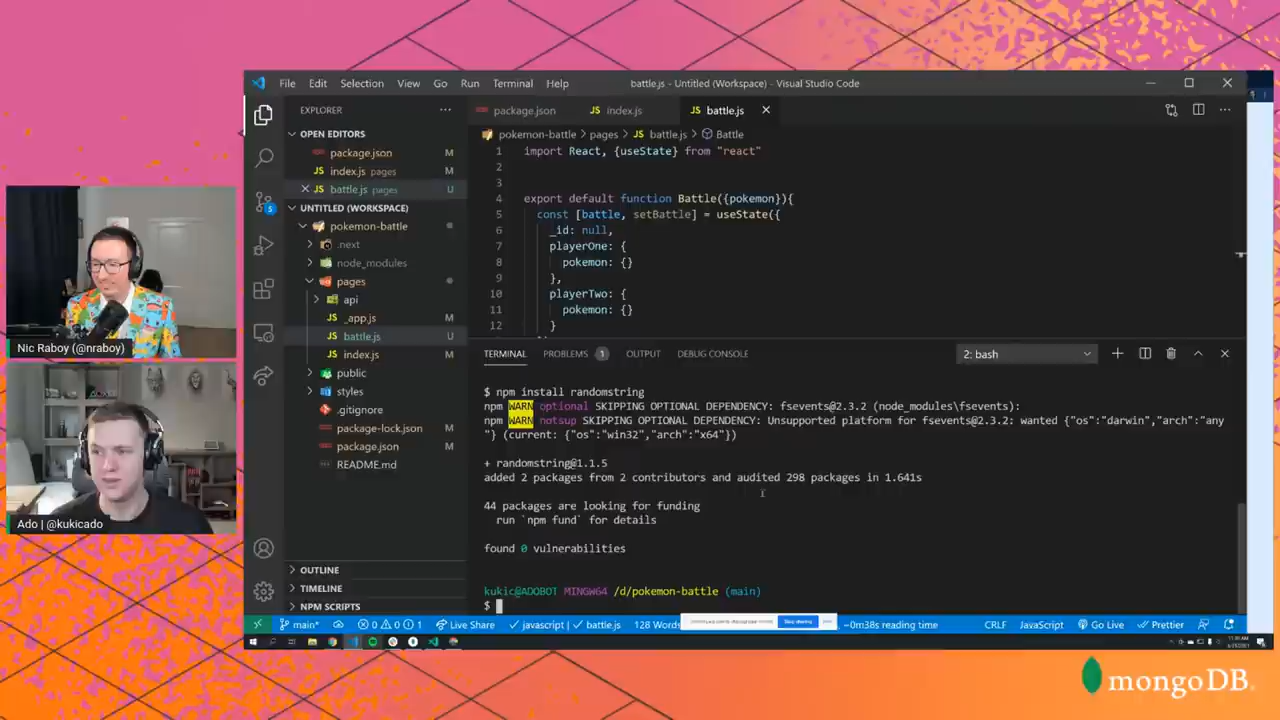 File Edit Selection View Go Run Terminal Help
battle.js - Untitled (Workspace) - Visual Studio Code
EXPLORER
OPEN EDITORS
package.json M
index.js pages M
battle.js pages U
UNTITLED (WORKSPACE)
pokemon-battle
.next
node_modules
pages
api
_app.js
battle.js U
index.js M
public
styles
.gitignore
package-lock.json M
package.json M
README.md
OUTLINE
TIMELINE
NPM SCRIPTS
5
package.json
index.js
battle.js
pokemon-battle > pages > JS battle.js > Battle
1 import React, {useState} from "react"
2
3
4 export default function Battle({pokemon}){
5 const [battle, setBattle] = useState({
6 _id: null,
7 playerOne: {
8 pokemon: {}
9 },
10 playerTwo: {
11 pokemon: {}
12 }
TERMINAL PROBLEMS 1 OUTPUT DEBUG CONSOLE
2: bash
$ npm install randomstring
npm WARN optional SKIPPING OPTIONAL DEPENDENCY: fsevents@2.3.2 (node_modules\fsevents):
npm WARN notsup SKIPPING OPTIONAL DEPENDENCY: Unsupported platform for fsevents@2.3.2: wanted {"os":"darwin","arch":"any
"} (current: {"os":"win32","arch":"x64"})
+ randomstring@1.1.5
added 2 packages from 2 contributors and audited 298 packages in 1.641s
44 packages are looking for funding
run `npm fund` for details
found 0 vulnerabilities
kukic@ADOBOT MINGW64 /d/pokemon-battle (main)
$
main* 0 0 1 Live Share javascript | battle.js 128 Words
Stop sharing
~0m38s reading time CRLF JavaScript Go Live Prettier
Nic Raboy (@nraboy)
Ado | @kukicado
mongoDB.